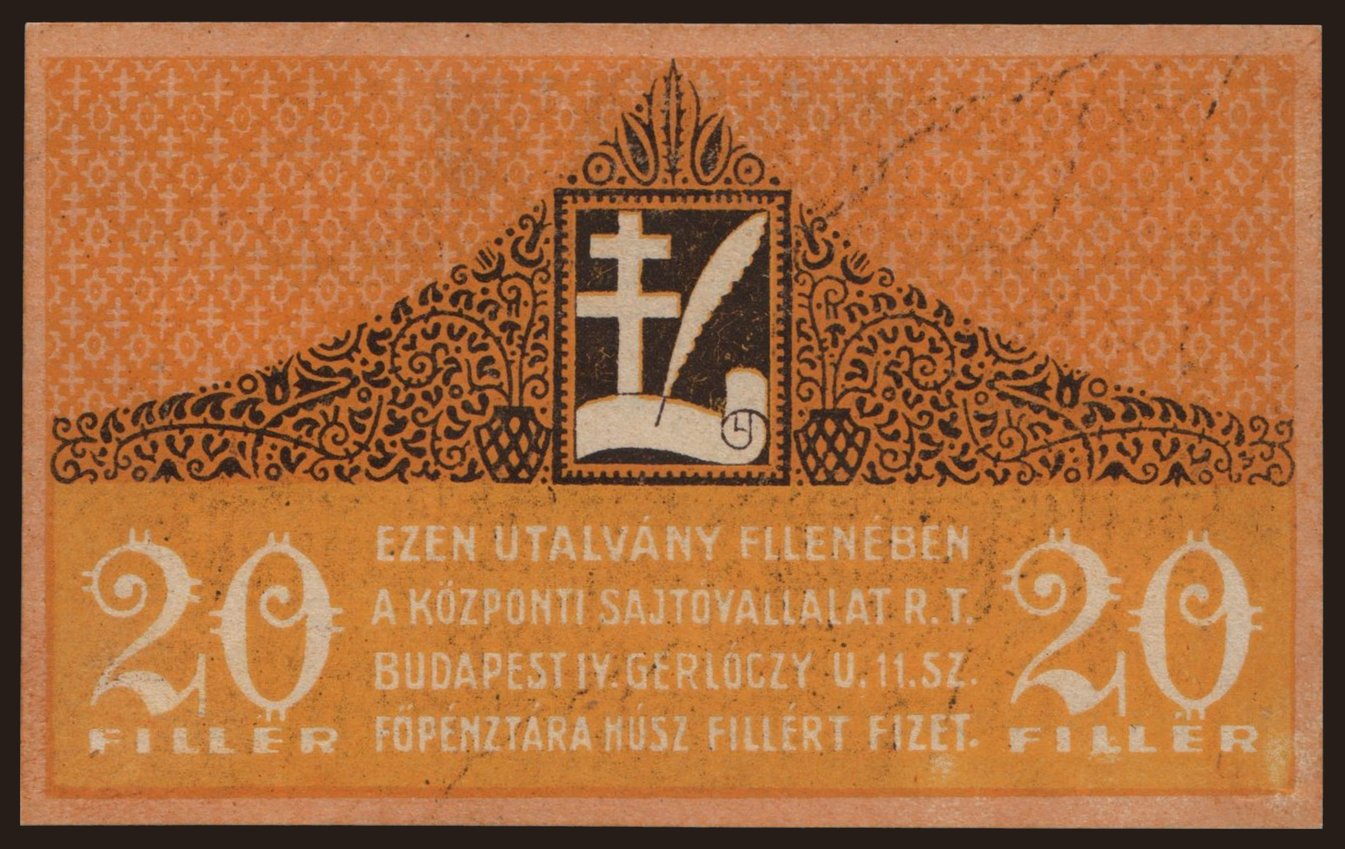 EZEN UTALVÁNY ELLENÉBEN
A KÖZPONTI SAJTÓVÁLLALAT R.T.
BUDAPEST IV. GERLÓCZY U. 11. SZ.
FŐPÉNZTÁRA HÚSZ FILLÉRT FIZET.
20
FILLÉR
20
FILLÉR